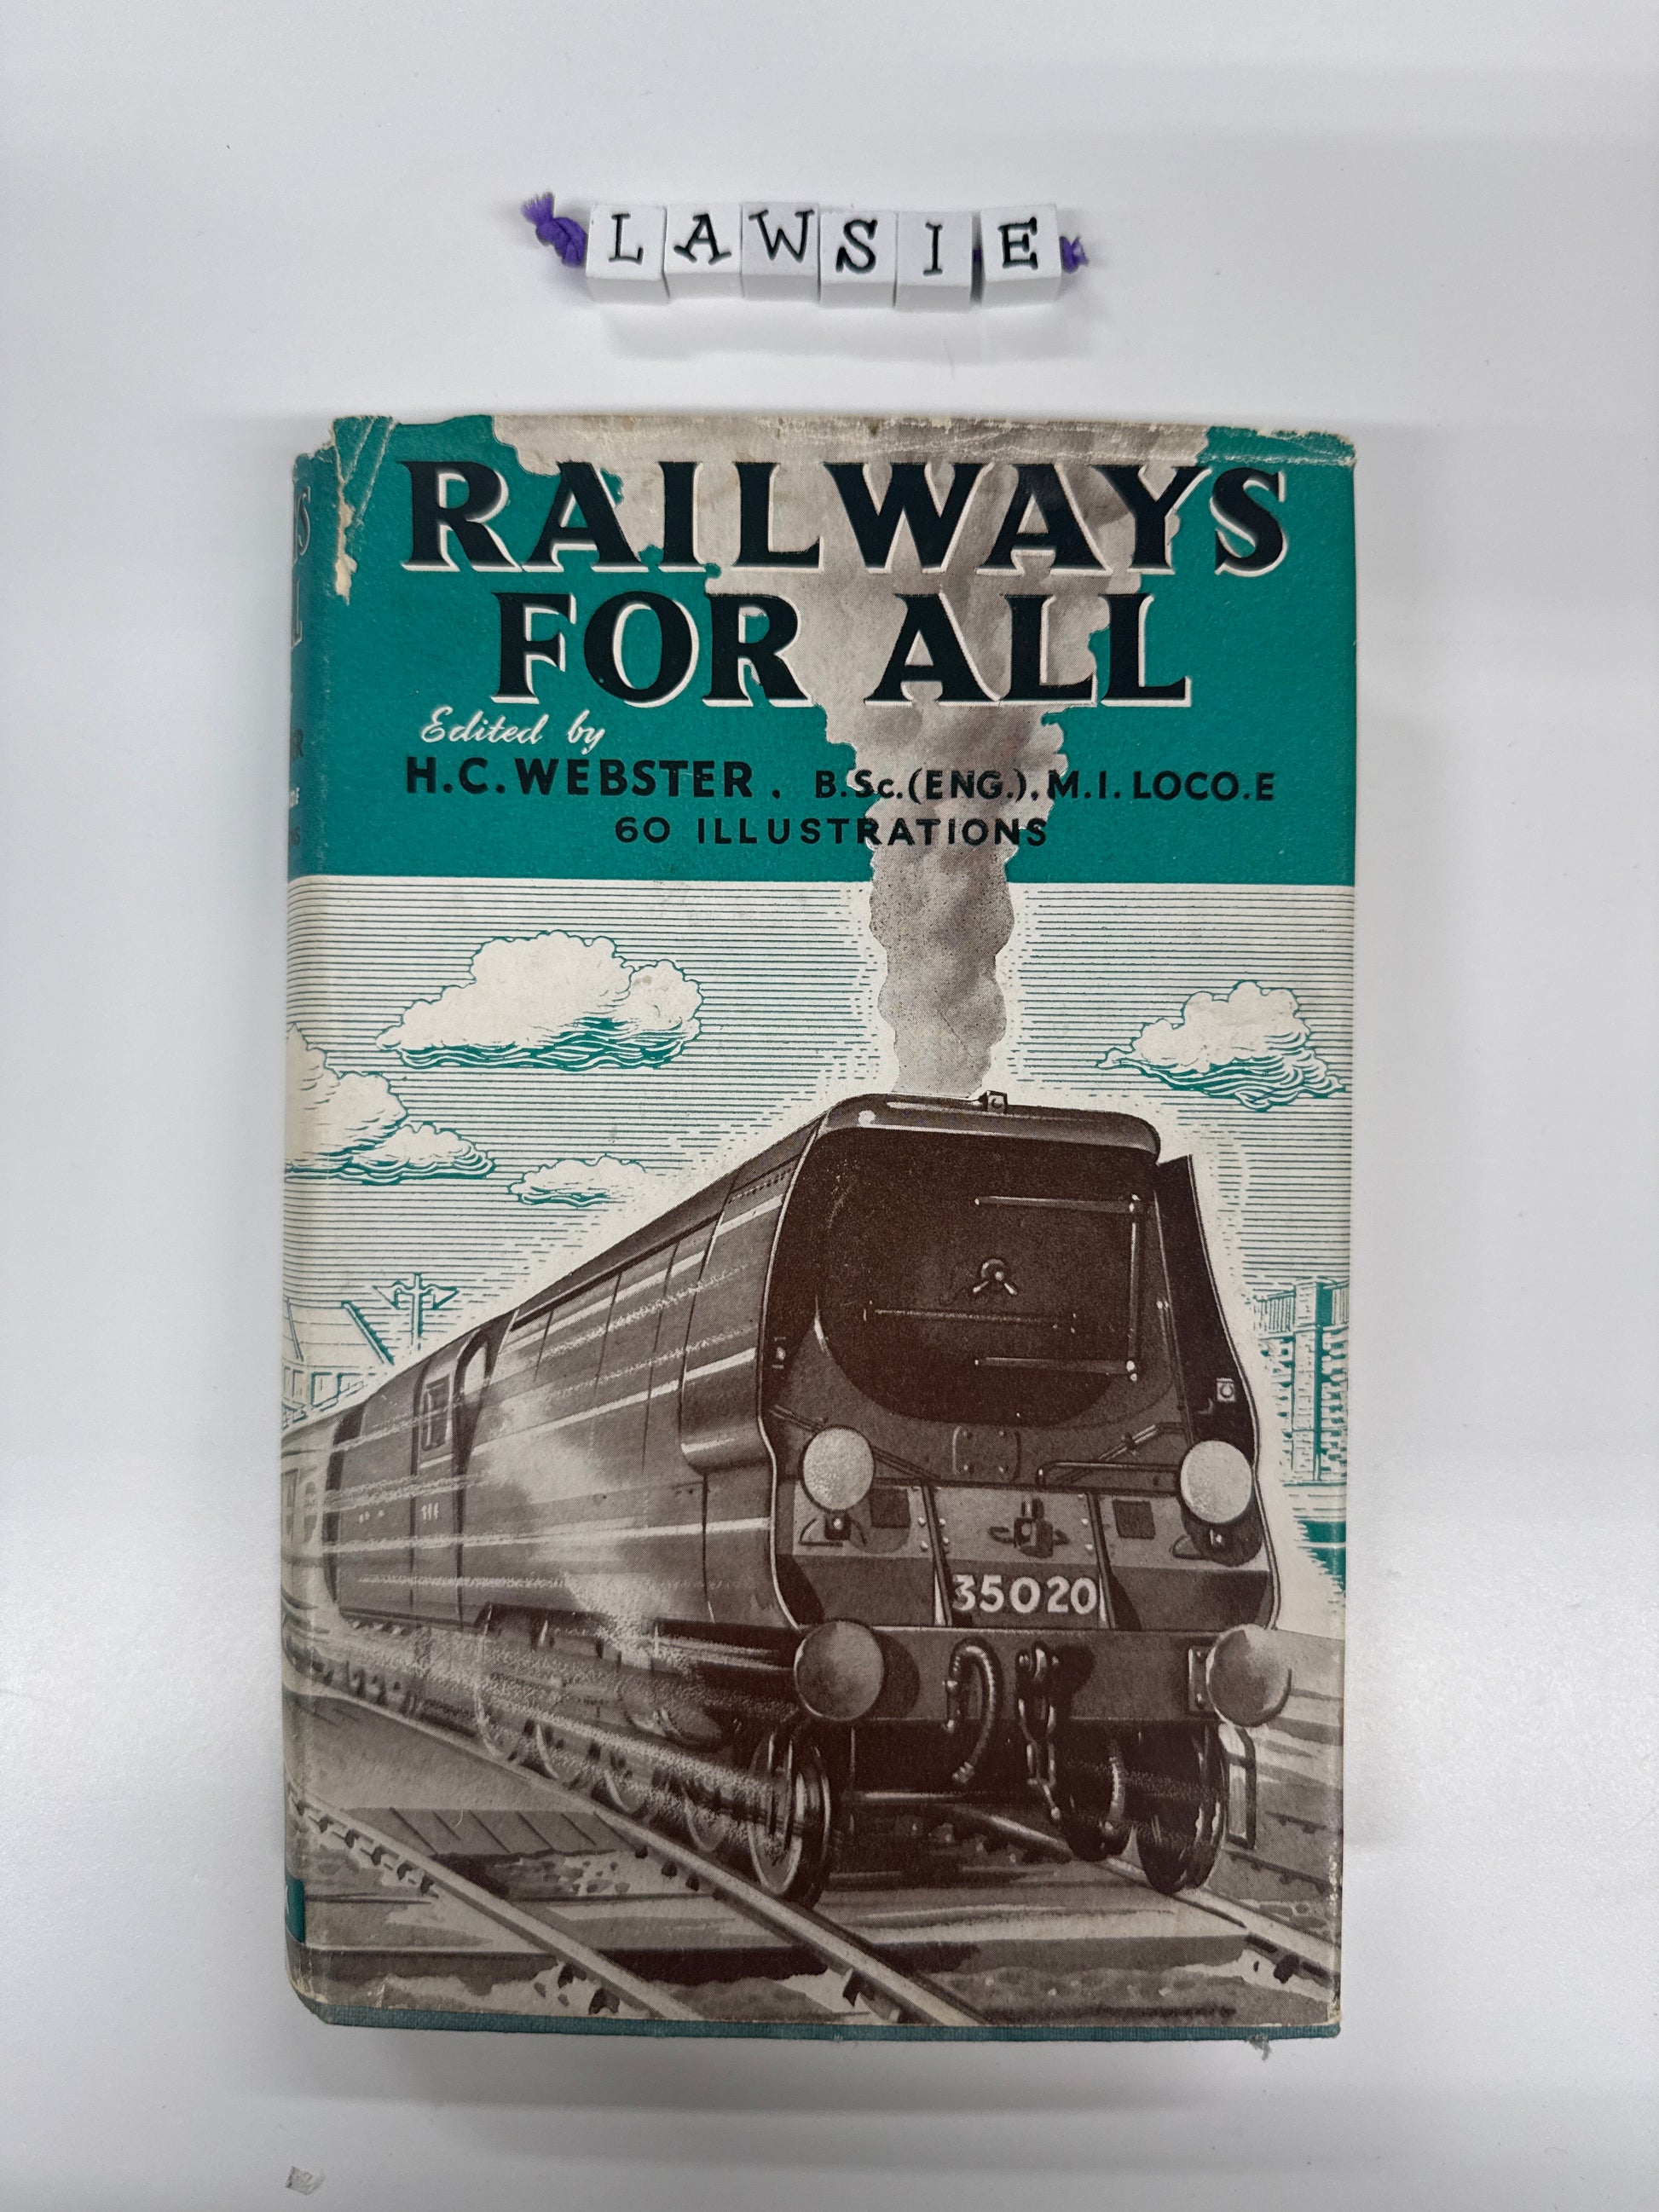 LAWSIE
RAILWAYS
FOR ALL
Edited by
H.C. WEBSTER. B.Sc.(ENG.). M.I. LOCO.E
60 ILLUSTRATIONS
35020